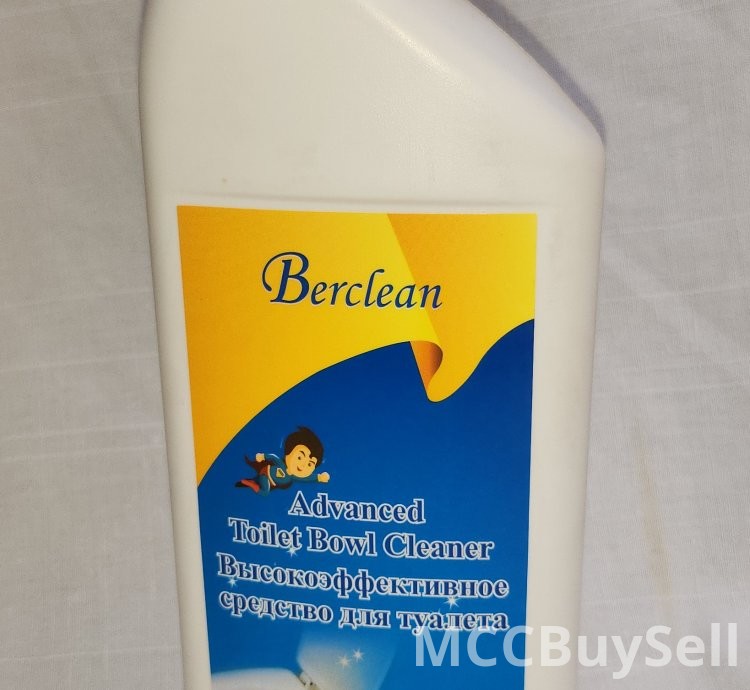 Berclean
Advanced
Toilet Bowl Cleaner
Высокоэффективное
средство для туалета
MCCBuySell